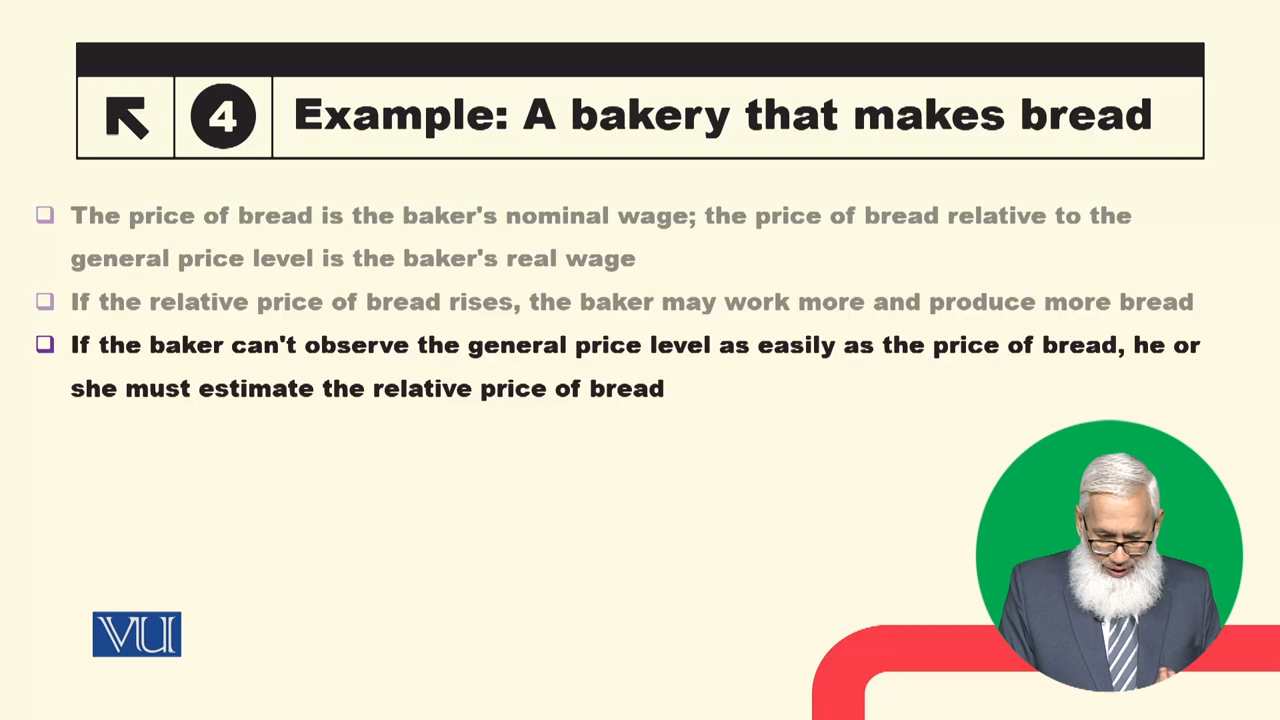 4 Example: A bakery that makes bread
The price of bread is the baker's nominal wage; the price of bread relative to the
general price level is the baker's real wage
If the relative price of bread rises, the baker may work more and produce more bread
If the baker can't observe the general price level as easily as the price of bread, he or
she must estimate the relative price of bread
VU